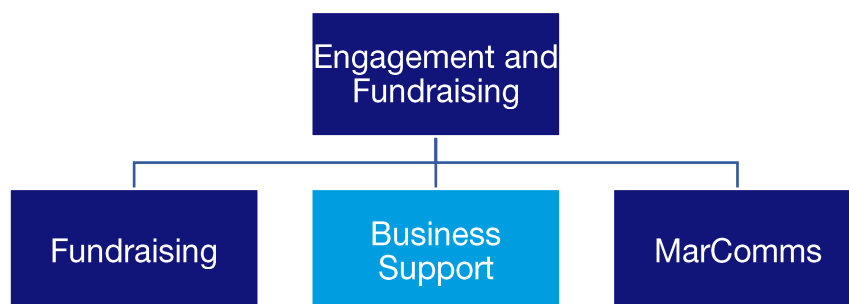 Engagement and
Fundraising
Fundraising
Business
Support
MarComms